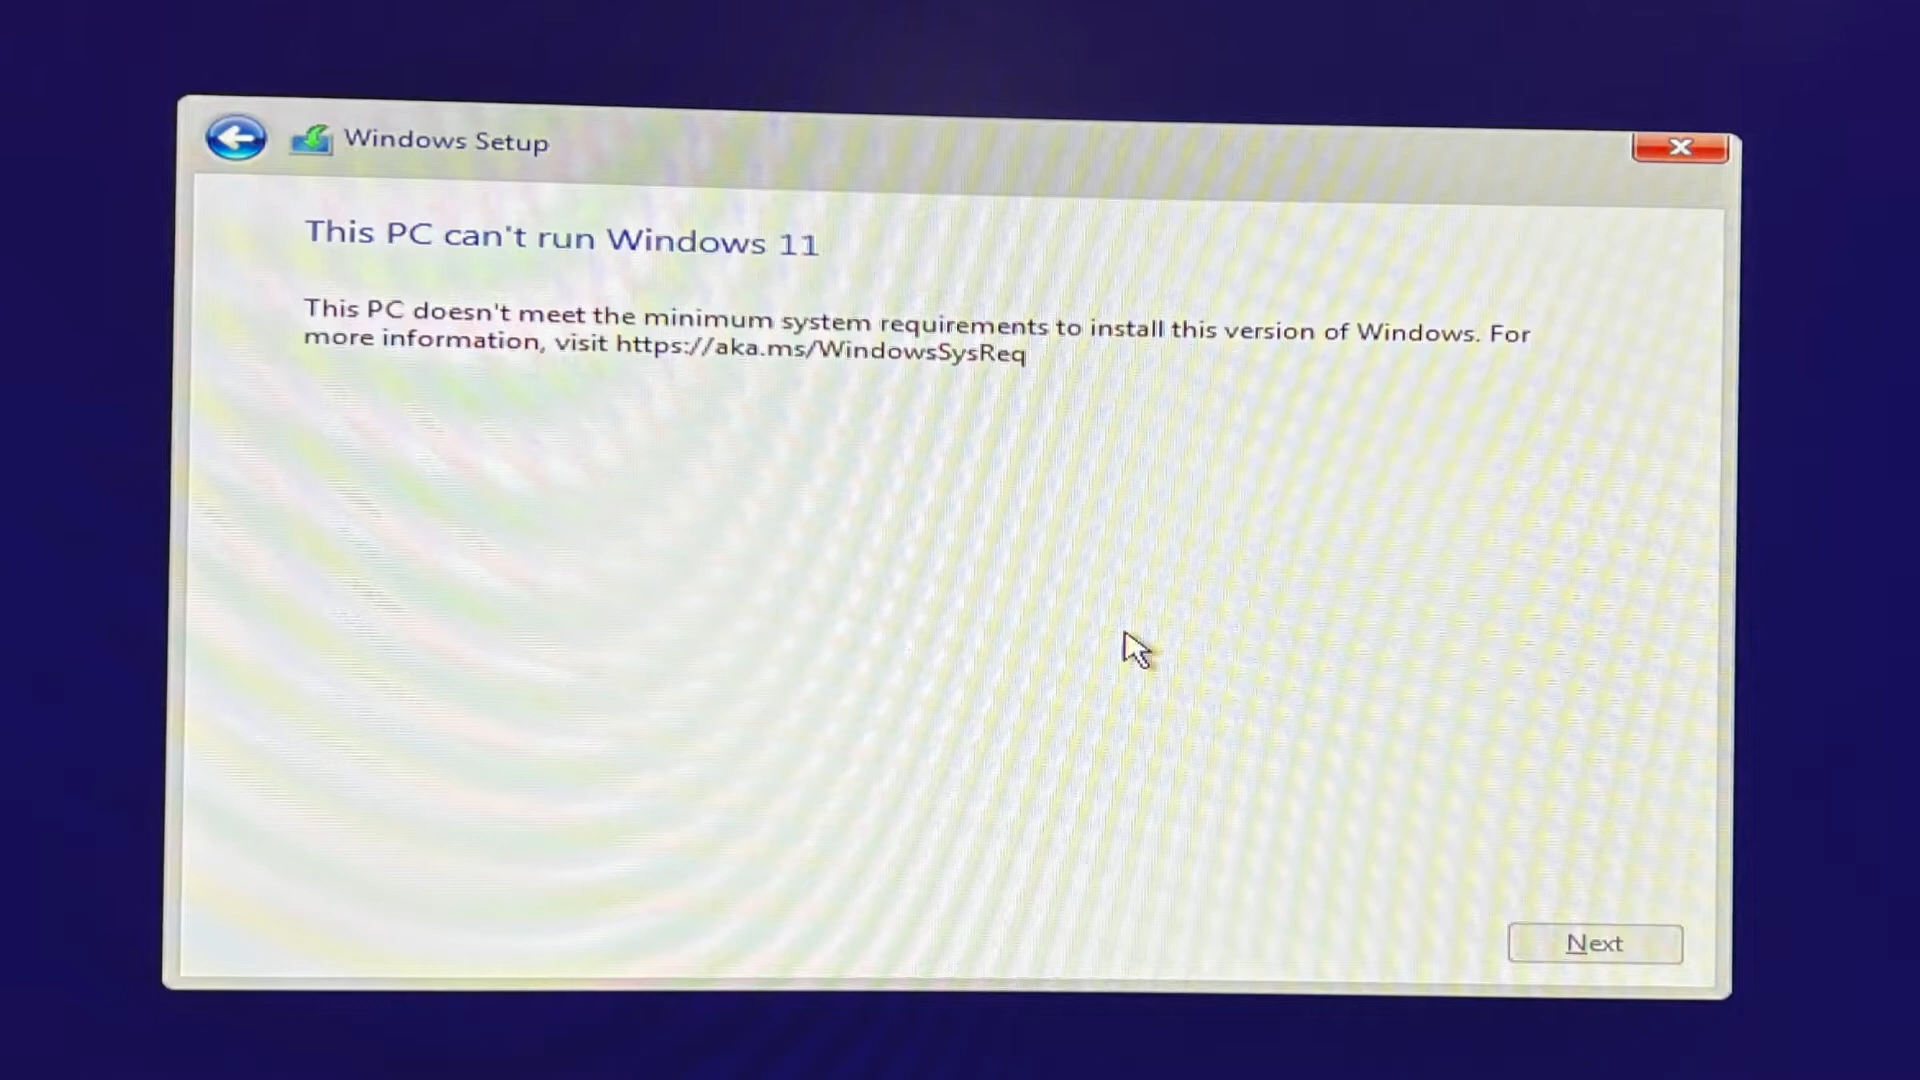 Windows Setup
This PC can't run Windows 11
This PC doesn't meet the minimum system requirements to install this version of Windows. For
more information, visit https://aka.ms/WindowsSysReq
Next